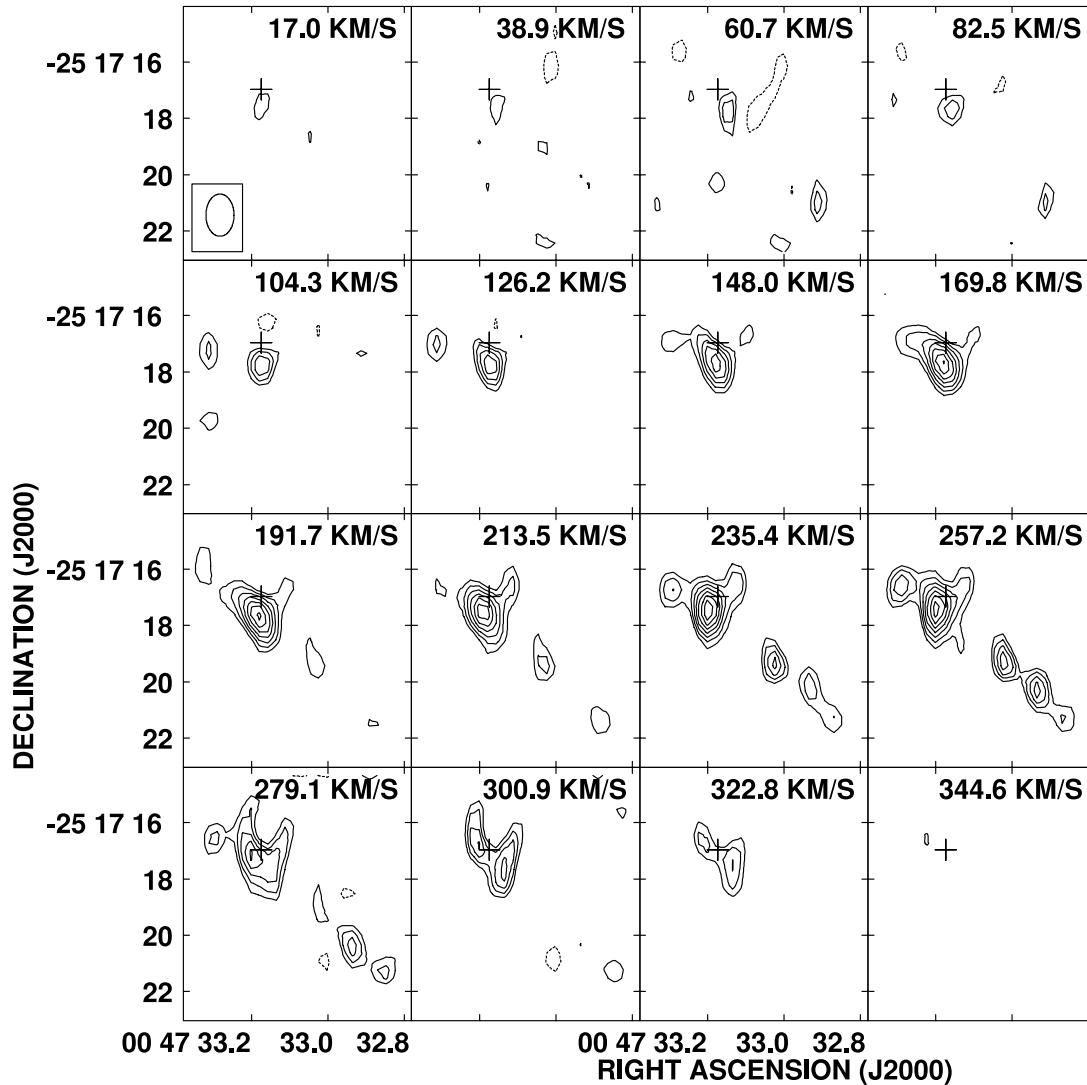 17.0 KM/S
38.9 KM/S
60.7 KM/S
82.5 KM/S
-25 17 16
18
20
22
104.3 KM/S
126.2 KM/S
148.0 KM/S
169.8 KM/S
-25 17 16
18
20
22
191.7 KM/S
213.5 KM/S
235.4 KM/S
257.2 KM/S
-25 17 16
18
20
22
279.1 KM/S
300.9 KM/S
322.8 KM/S
344.6 KM/S
-25 17 16
18
20
22
DECLINATION (J2000)
00 47 33.2 33.0 32.8
00 47 33.2 33.0 32.8
RIGHT ASCENSION (J2000)